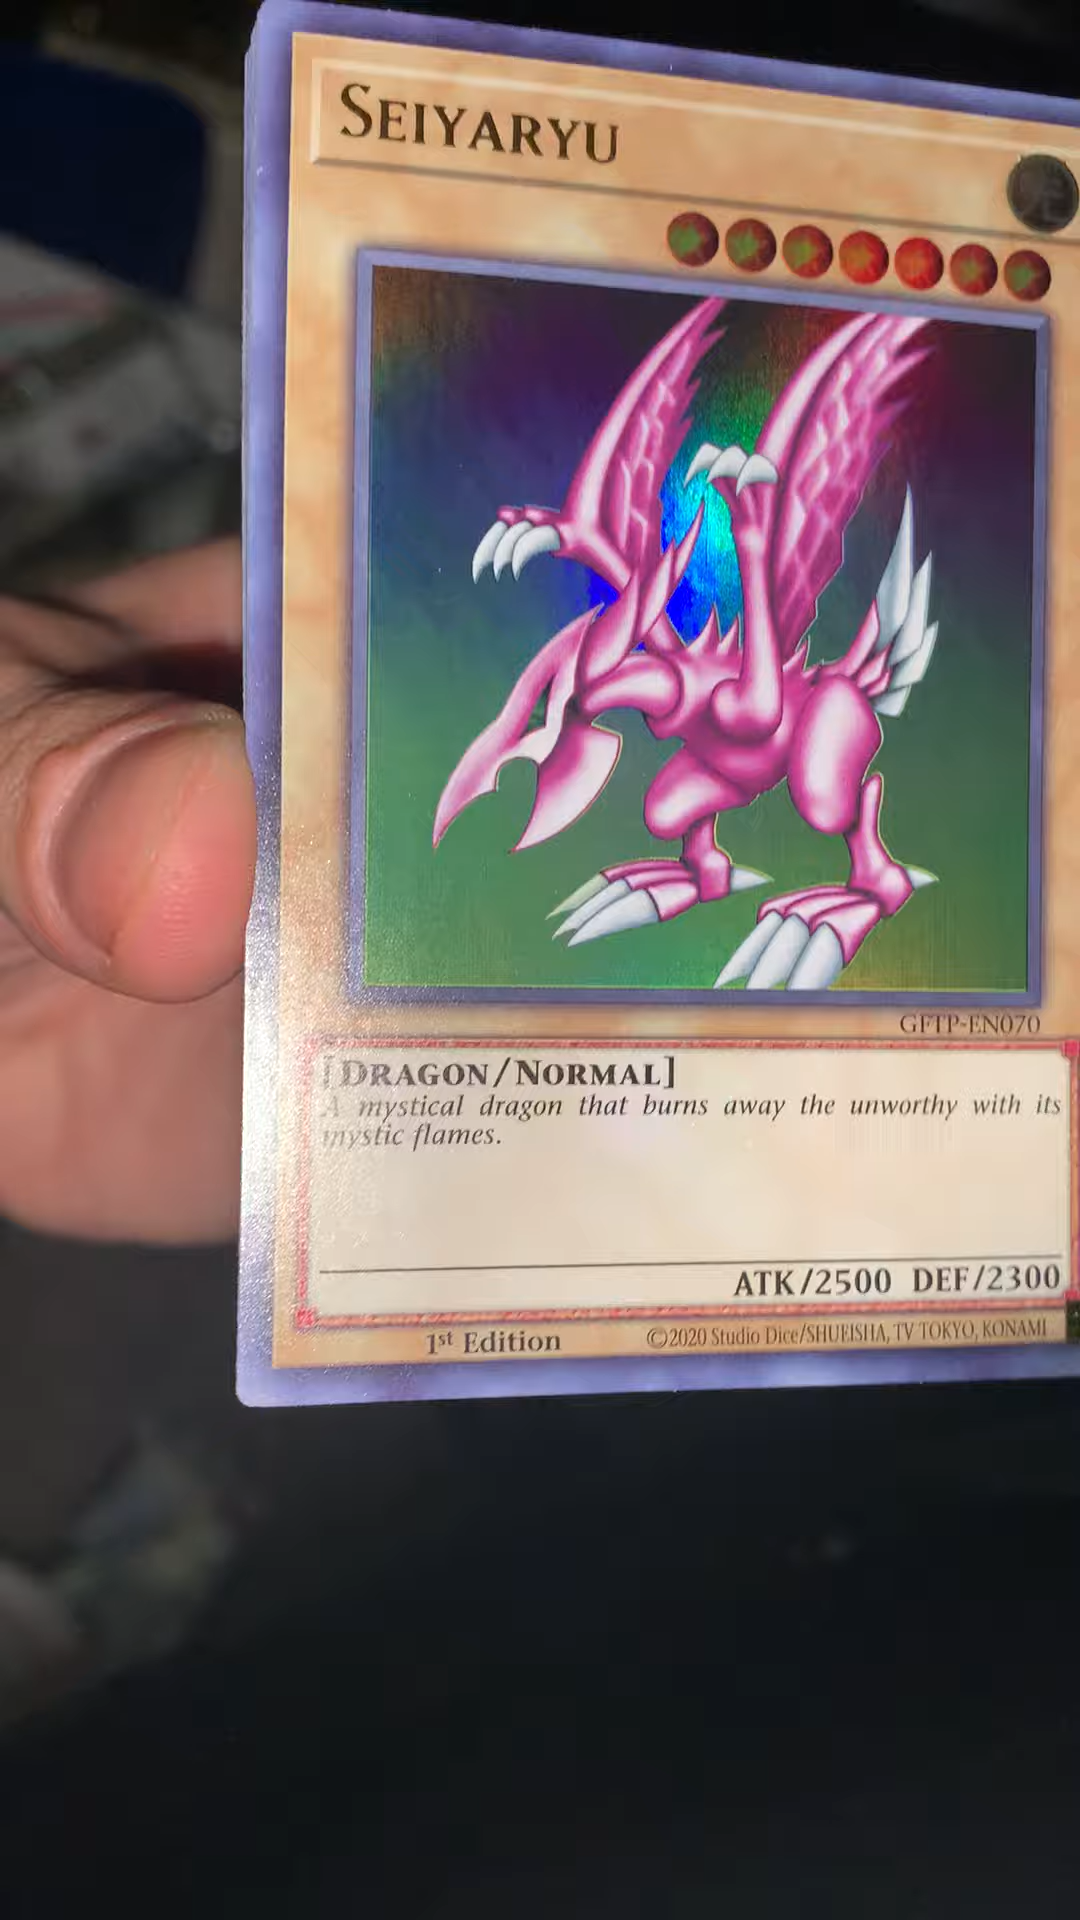 SEIYARYU
GFTP-EN070
[DRAGON/NORMAL]
A mystical dragon that burns away the unworthy with its
mystic flames.
ATK/2500 DEF/2300
1st Edition
©2020 Studio Dice/SHUEISHA, TV TOKYO, KONAMI